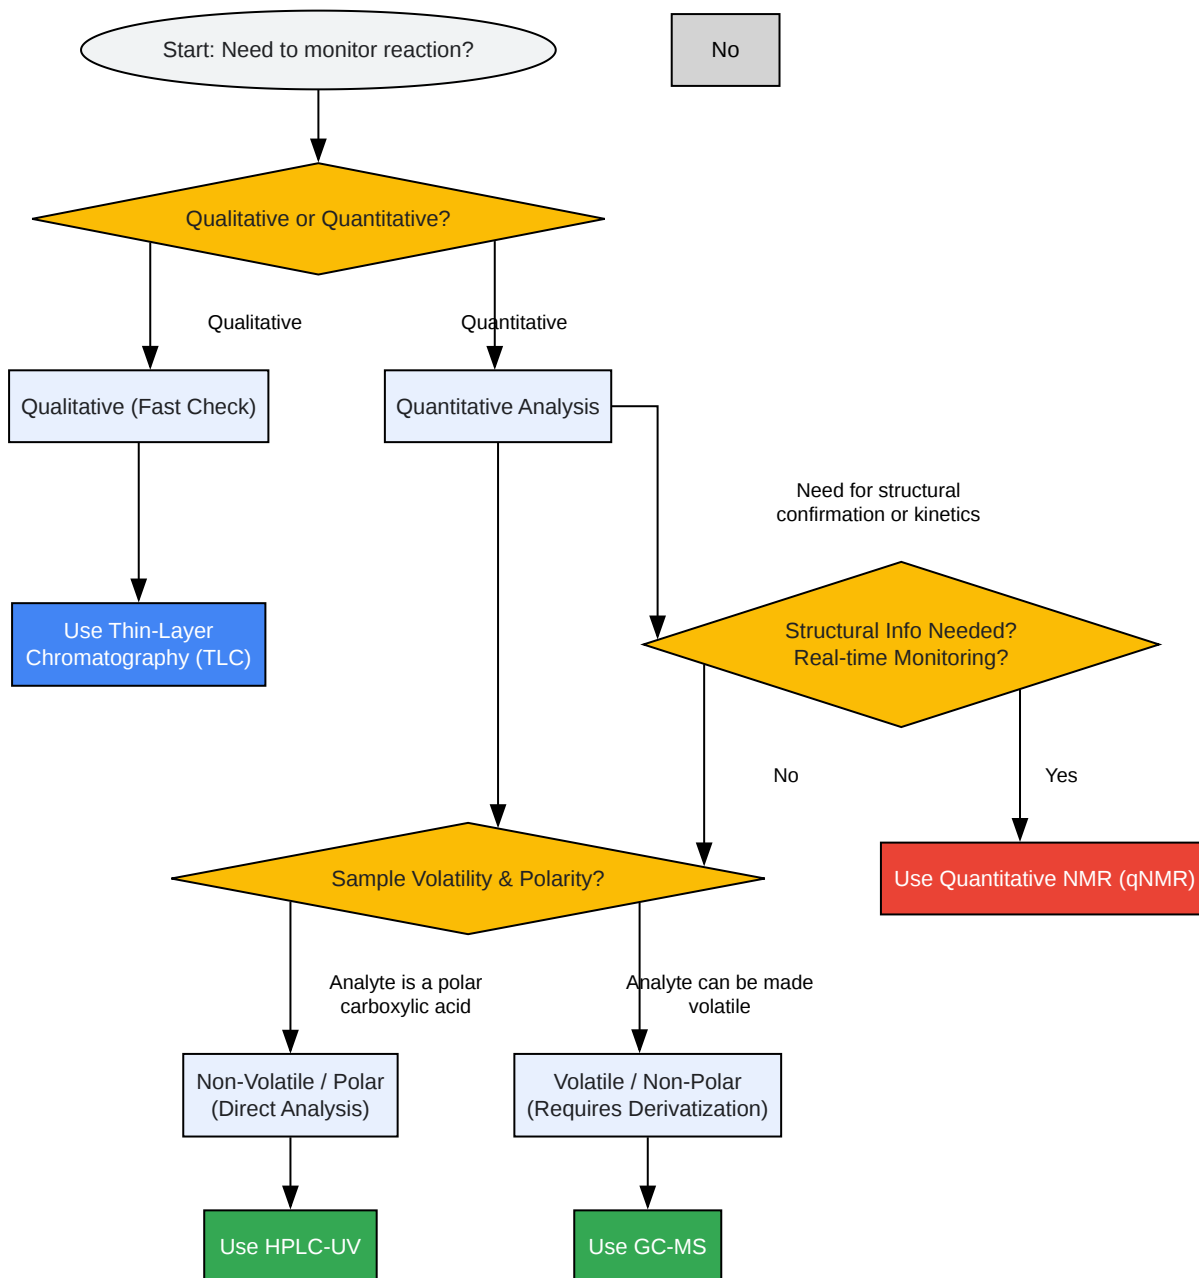 Start: Need to monitor reaction?
No
Qualitative or Quantitative?
Qualitative
Quantitative
Qualitative (Fast Check)
Quantitative Analysis
Need for structural
confirmation or kinetics
Use Thin-Layer
Chromatography (TLC)
Structural Info Needed?
Real-time Monitoring?
No
Yes
Sample Volatility & Polarity?
Use Quantitative NMR (qNMR)
Analyte is a polar
carboxylic acid
Analyte can be made
volatile
Non-Volatile / Polar
(Direct Analysis)
Volatile / Non-Polar
(Requires Derivatization)
Use HPLC-UV
Use GC-MS